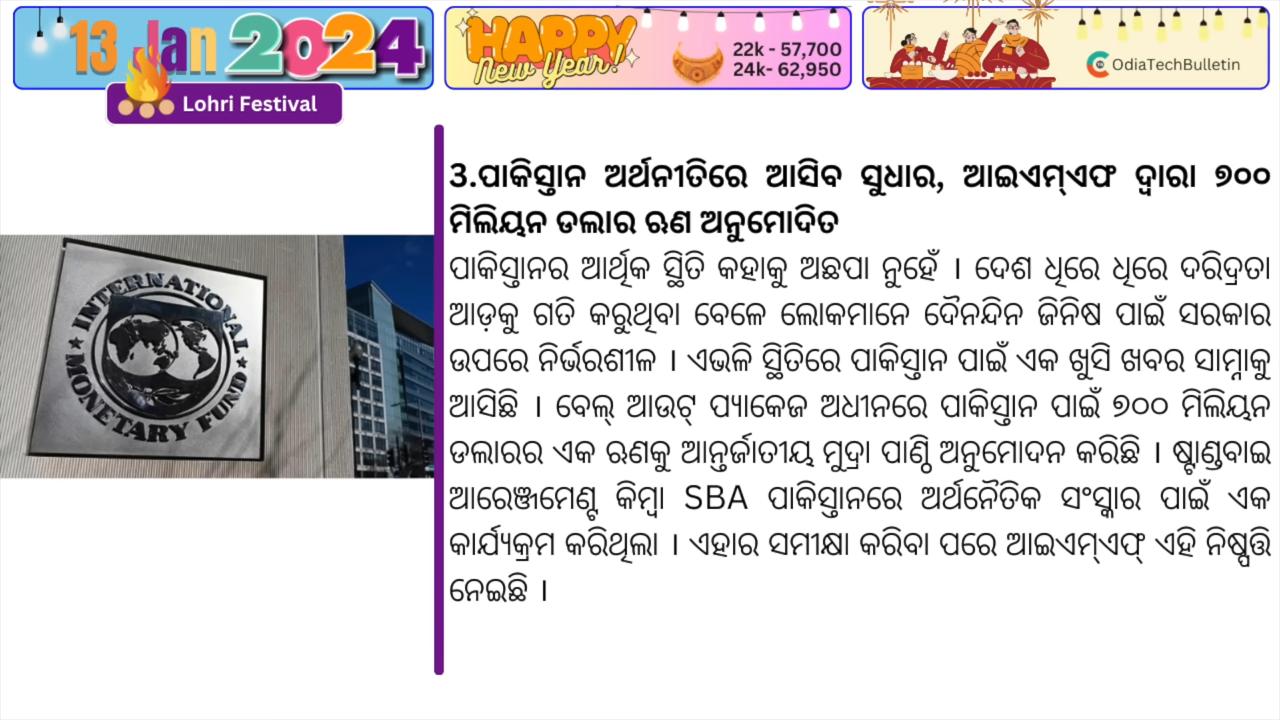 13 Jan 2024
Lohri Festival
HAPPY
New Year!
22k - 57,700
24k- 62,950
OdiaTechBulletin
INTERNATIONAL
MONETARY FUND
3.ପାକିସ୍ତାନ ଅର୍ଥନୀତିରେ ଆସିବ ସୁଧାର, ଆଇଏମ୍ଏଫ ଦ୍ୱାରା ୭୦୦
ମିଲିୟନ ଡଲାର ଋଣ ଅନୁମୋଦିତ
ପାକିସ୍ତାନର ଆର୍ଥିକ ସ୍ଥିତି କହାକୁ ଅଛପା ନୁହେଁ । ଦେଶ ଧିରେ ଧିରେ ଦରିଦ୍ରତା
ଆଡ଼କୁ ଗତି କରୁଥିବା ବେଳେ ଲୋକମାନେ ଦୈନନ୍ଦିନ ଜିନିଷ ପାଇଁ ସରକାର
ଉପରେ ନିର୍ଭରଶୀଳ । ଏଭଳି ସ୍ଥିତିରେ ପାକିସ୍ତାନ ପାଇଁ ଏକ ଖୁସି ଖବର ସାମ୍ନାକୁ
ଆସିଛି । ବେଲ୍ ଆଉଟ୍ ପ୍ୟାକେଜ ଅଧୀନରେ ପାକିସ୍ତାନ ପାଇଁ ୭୦୦ ମିଲିୟନ
ଡଲାରର ଏକ ଋଣକୁ ଆନ୍ତର୍ଜାତୀୟ ମୁଦ୍ରା ପାଣ୍ଠି ଅନୁମୋଦନ କରିଛି । ଷ୍ଟାଣ୍ଡବାଇ
ଆରେଞ୍ଜମେଣ୍ଟ କିମ୍ବା SBA ପାକିସ୍ତାନରେ ଅର୍ଥନୈତିକ ସଂସ୍କାର ପାଇଁ ଏକ
କାର୍ଯ୍ୟକ୍ରମ କରିଥିଲା । ଏହାର ସମୀକ୍ଷା କରିବା ପରେ ଆଇଏମ୍ଏଫ୍ ଏହି ନିଷ୍ପତ୍ତି
ନେଇଛି ।